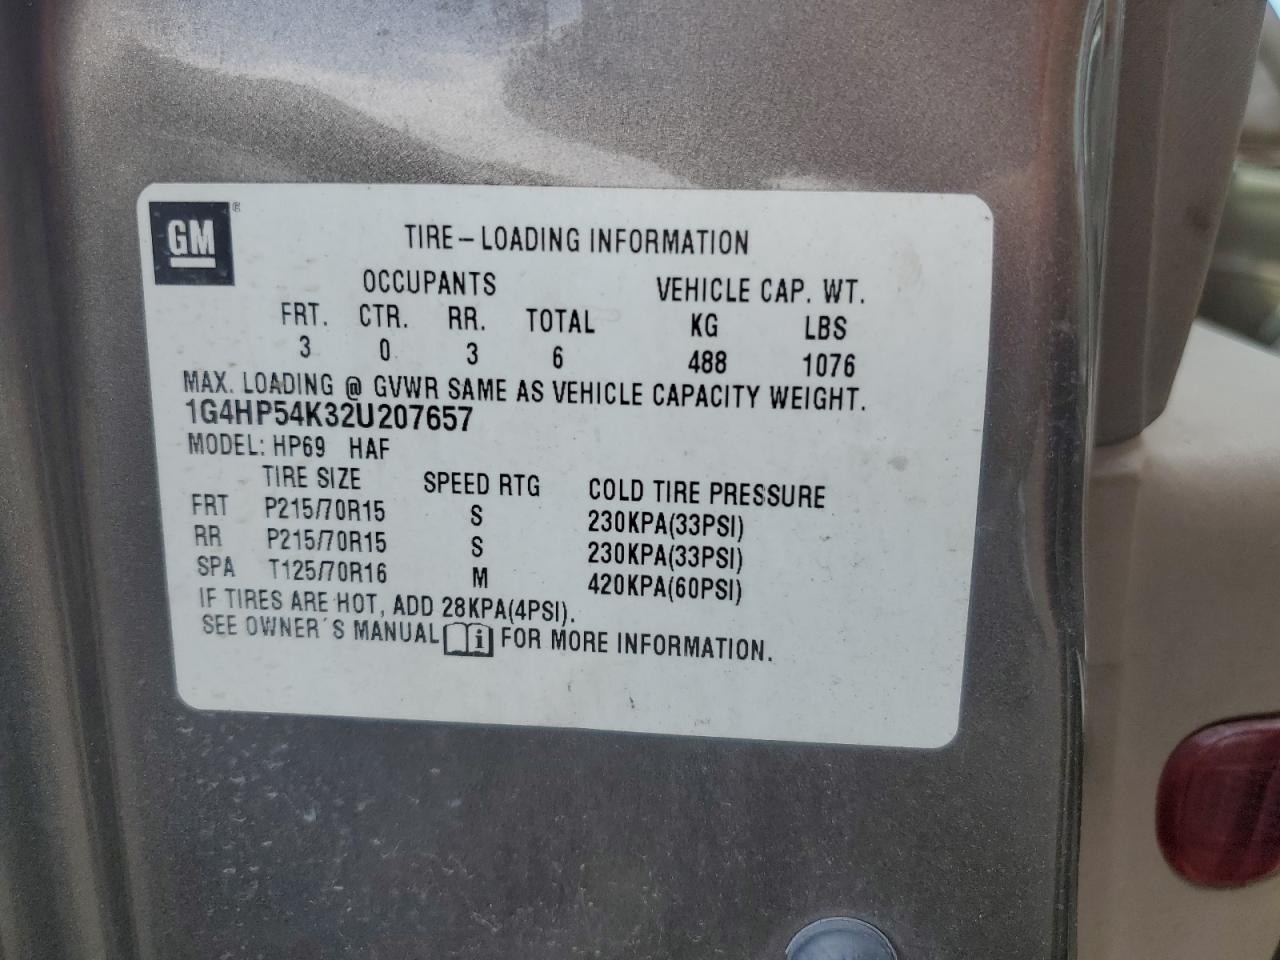 GM®
TIRE–LOADING INFORMATION
OCCUPANTS VEHICLE CAP. WT.
FRT. CTR. RR. TOTAL KG LBS
3 0 3 6 488 1076
MAX. LOADING @ GVWR SAME AS VEHICLE CAPACITY WEIGHT.
1G4HP54K32U207657
MODEL: HP69 HAF
TIRE SIZE SPEED RTG COLD TIRE PRESSURE
FRT P215/70R15 S 230KPA(33PSI)
RR P215/70R15 S 230KPA(33PSI)
SPA T125/70R16 M 420KPA(60PSI)
IF TIRES ARE HOT, ADD 28KPA(4PSI).
SEE OWNER'S MANUAL i FOR MORE INFORMATION.